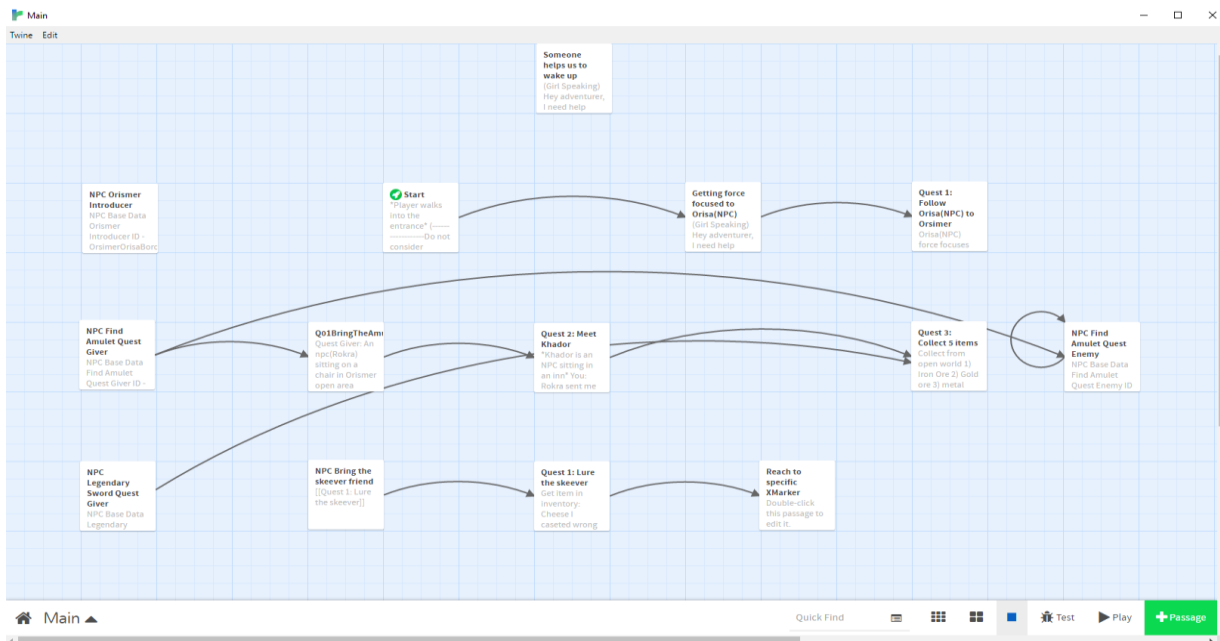 Main
Twine Edit
Someone
helps us to
wake up
(Girl Speaking)
Hey adventurer,
I need help
NPC Orismer
Introducer
NPC Base Data
Orismer
Introducer ID -
OrsimerOrisaBord
Start
*Player walks
into the
entrance* (------
---------------Do not
consider
Getting force
focused to
Orisa(NPC)
(Girl Speaking)
Hey adventurer,
I need help
Quest 1:
Follow
Orisa(NPC) to
Orsimer
Orisa(NPC)
force focuses
NPC Find
Amulet Quest
Giver
NPC Base Data
Find Amulet
Quest Giver ID -
Q01BringTheAmu
Quest Giver: An
npc(Rokra)
sitting on a
chair in Orismer
open area
Quest 2: Meet
Khador
*Khador is an
NPC sitting in
an inn* You:
Rokra sent me
Quest 3:
Collect 5 items
Collect from
open world 1)
Iron Ore 2) Gold
ore 3) metal
NPC Find
Amulet Quest
Enemy
NPC Base Data
Find Amulet
Quest Enemy ID
NPC
Legendary
Sword Quest
Giver
NPC Base Data
Legendary
NPC Bring the
skeever friend
[[Quest 1: Lure
the skeever]]
Quest 1: Lure
the skeever
Get item in
inventory:
Cheese I
caseted wrong
Reach to
specific
XMarker
Double-click
this passage to
edit it.
Main Quick Find Test Play +Passage